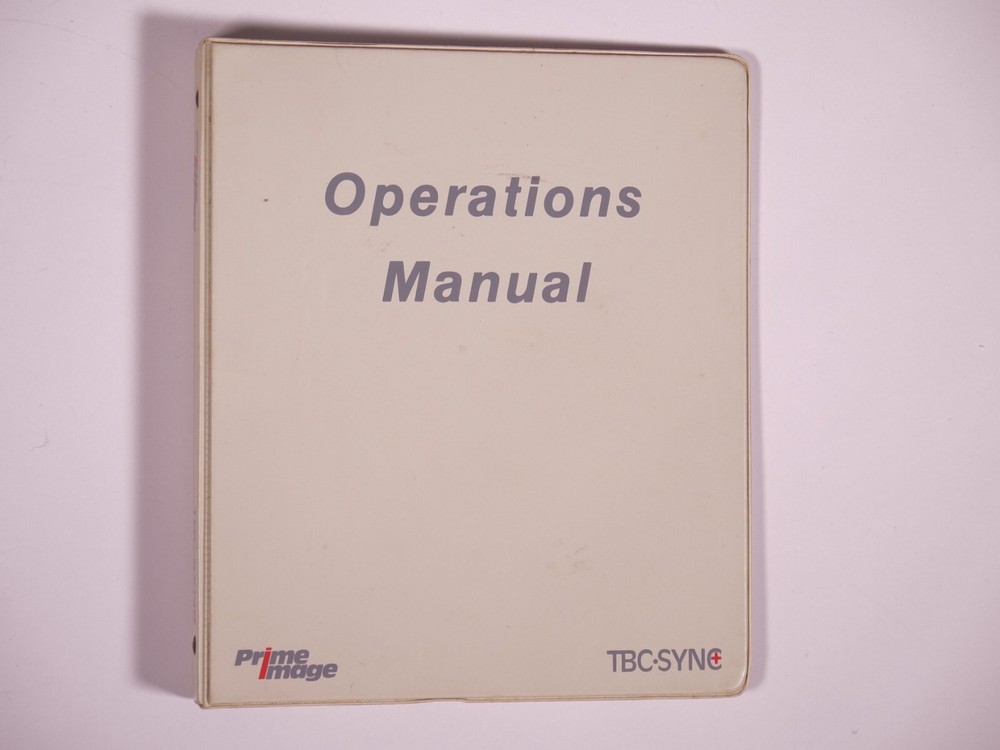 Operations
Manual
Prime
Image
TBC•SYNC+